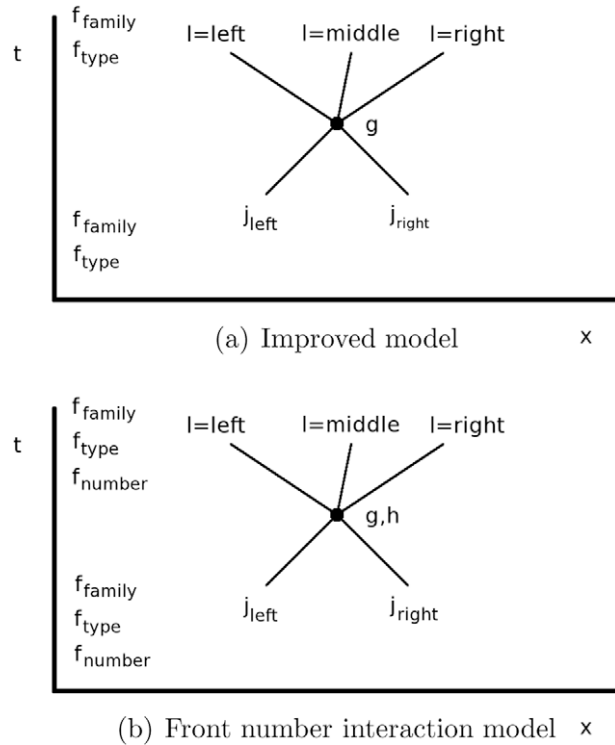 f_family
l=left l=middle l=right
t f_type
g
f_family j_left j_right
f_type
(a) Improved model x
f_family
l=left l=middle l=right
t f_type
f_number
g,h
f_family
j_left j_right
f_type
f_number
(b) Front number interaction model x